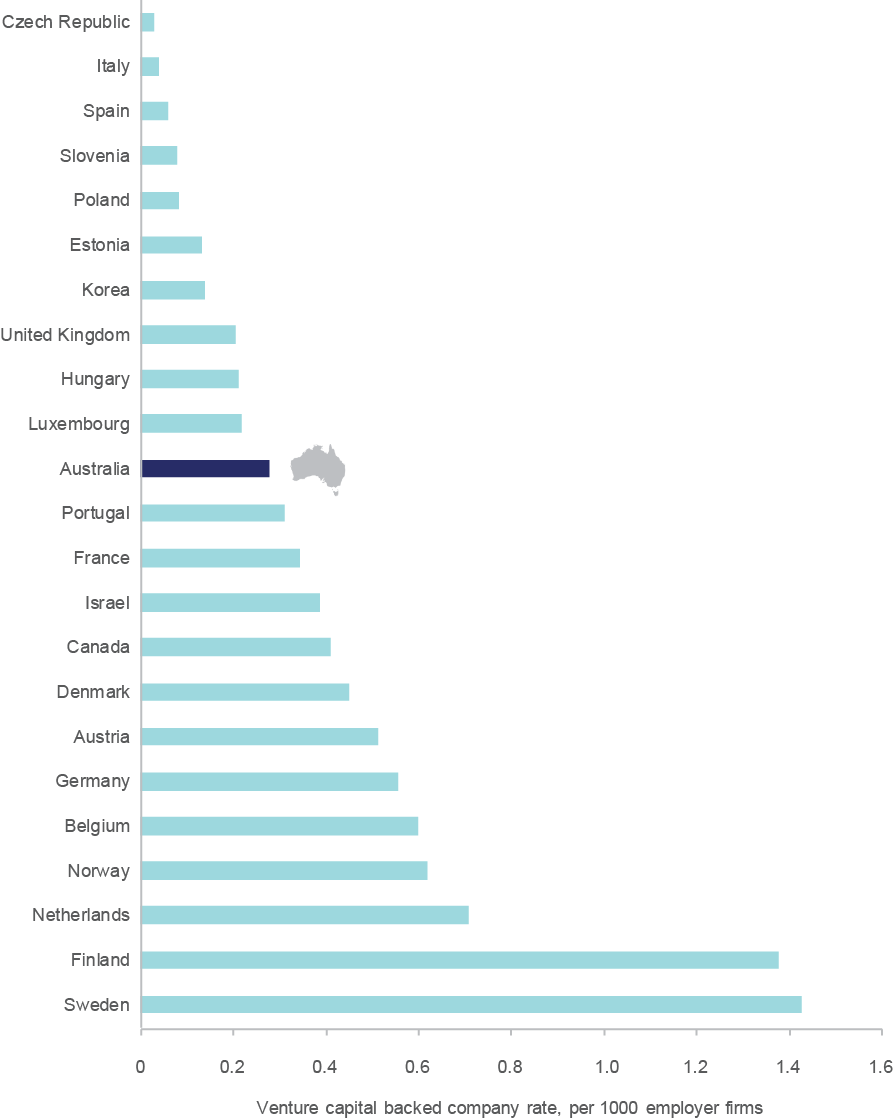 Czech Republic
Italy
Spain
Slovenia
Poland
Estonia
Korea
United Kingdom
Hungary
Luxembourg
Australia
Portugal
France
Israel
Canada
Denmark
Austria
Germany
Belgium
Norway
Netherlands
Finland
Sweden
0 0.2 0.4 0.6 0.8 1.0 1.2 1.4 1.6
Venture capital backed company rate, per 1000 employer firms